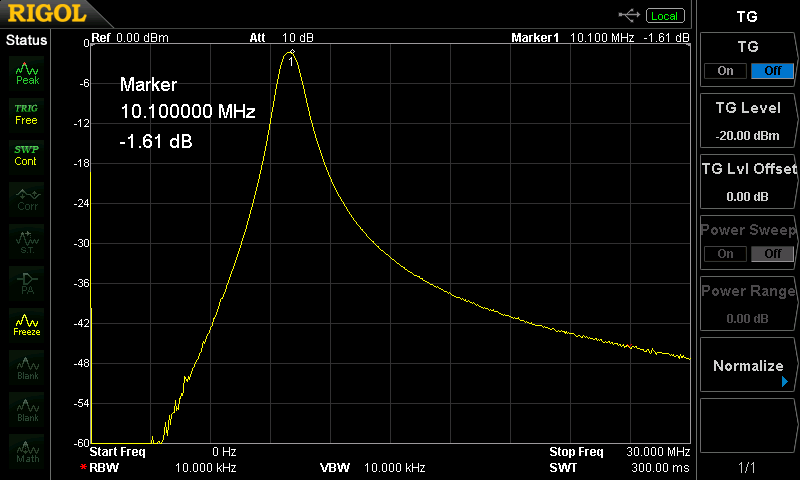 RIGOL
Local
TG
Status
Ref 0.00 dBm Att 10 dB Marker1 10.100 MHz -1.61 dB
Peak
TRIG
Free
SWP
Cont
Corr
S.T.
PA
Freeze
Blank
Blank
Math
0
-6
-12
-18
-24
-30
-36
-42
-48
-54
-60
Marker
10.100000 MHz
-1.61 dB
1
Start Freq 0 Hz Stop Freq 30.000 MHz
RBW 10.000 kHz VBW 10.000 kHz SWT 300.00 ms
TG
On Off
TG Level
-20.00 dBm
TG Lvl Offset
0.00 dB
Power Sweep
On Off
Power Range
0.00 dB
Normalize
1/1